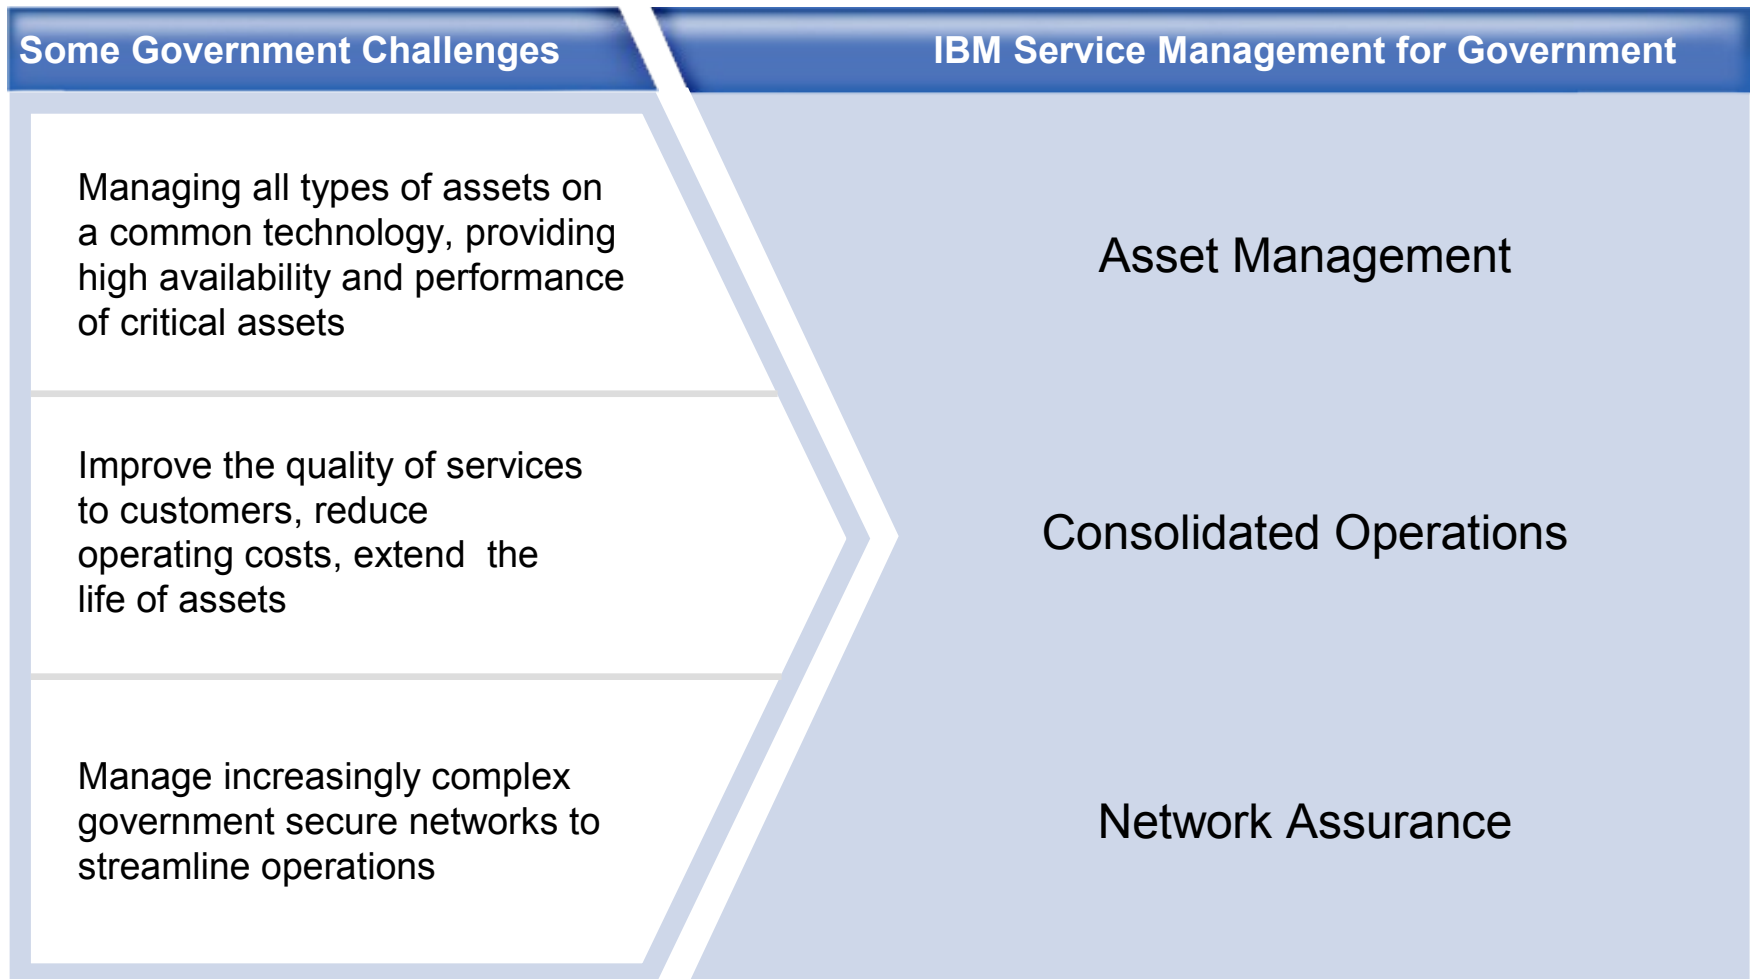 Some Government Challenges
IBM Service Management for Government
Managing all types of assets on
a common technology, providing
high availability and performance
of critical assets
Asset Management
Improve the quality of services
to customers, reduce
operating costs, extend  the
life of assets
Consolidated Operations
Manage increasingly complex
government secure networks to
streamline operations
Network Assurance